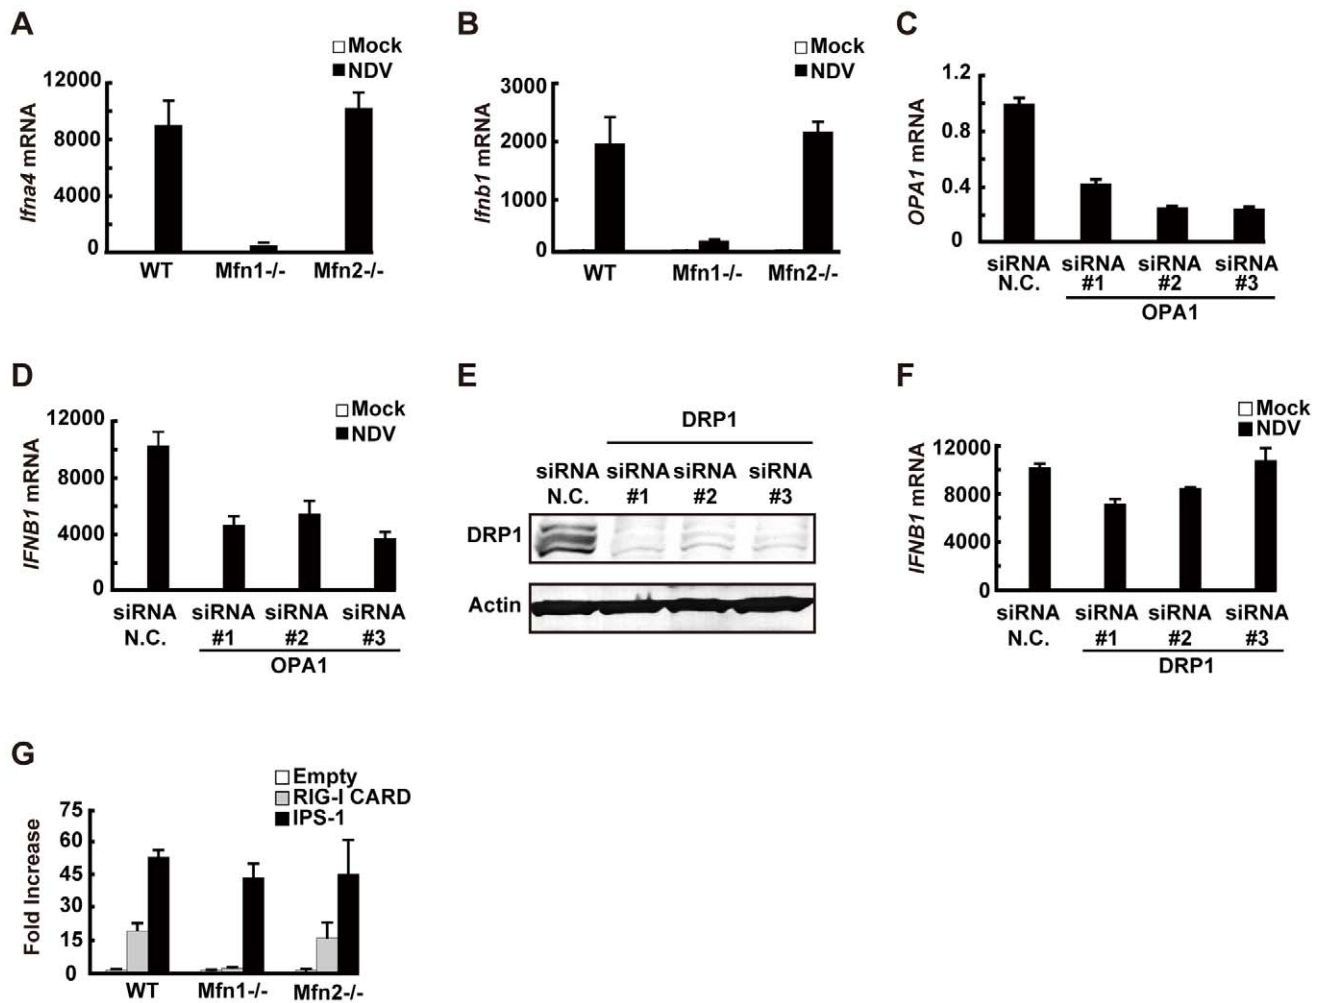 A
Mock
NDV
12000
8000
4000
0
Ifna4 mRNA
WT Mfn1-/- Mfn2-/-
B
Mock
NDV
3000
2000
1000
0
Ifnb1 mRNA
WT Mfn1-/- Mfn2-/-
C
1.2
0.8
0.4
0
OPA1 mRNA
siRNA siRNA siRNA siRNA
N.C. #1 #2 #3
OPA1
D
Mock
NDV
12000
8000
4000
0
IFNB1 mRNA
siRNA siRNA siRNA siRNA
N.C. #1 #2 #3
OPA1
E
DRP1
siRNA siRNA siRNA siRNA
N.C. #1 #2 #3
DRP1
Actin
F
Mock
NDV
12000
8000
4000
0
IFNB1 mRNA
siRNA siRNA siRNA siRNA
N.C. #1 #2 #3
DRP1
G
Empty
RIG-I CARD
IPS-1
75
60
45
30
15
0
Fold Increase
WT Mfn1-/- Mfn2-/-